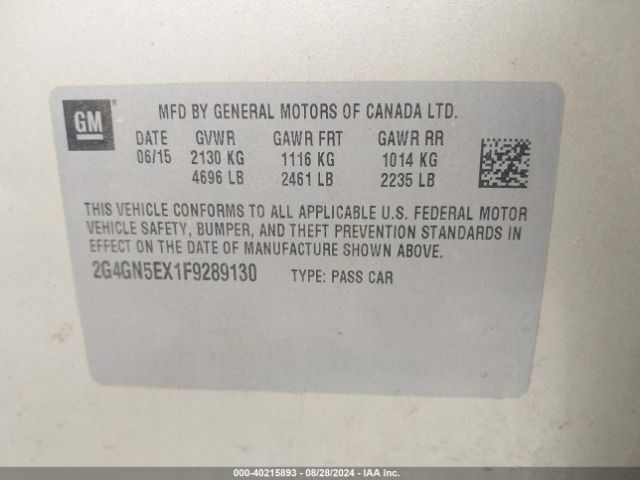 GM
®
MFD BY GENERAL MOTORS OF CANADA LTD.
DATE GVWR GAWR FRT GAWR RR
06/15 2130 KG 1116 KG 1014 KG
4696 LB 2461 LB 2235 LB
THIS VEHICLE CONFORMS TO ALL APPLICABLE U.S. FEDERAL MOTOR
VEHICLE SAFETY, BUMPER, AND THEFT PREVENTION STANDARDS
IN EFFECT ON THE DATE OF MANUFACTURE SHOWN ABOVE.
2G4GN5EX1F9289130 TYPE: PASS CAR
000-40215893 | 08/28/2024 | IAAI.COM